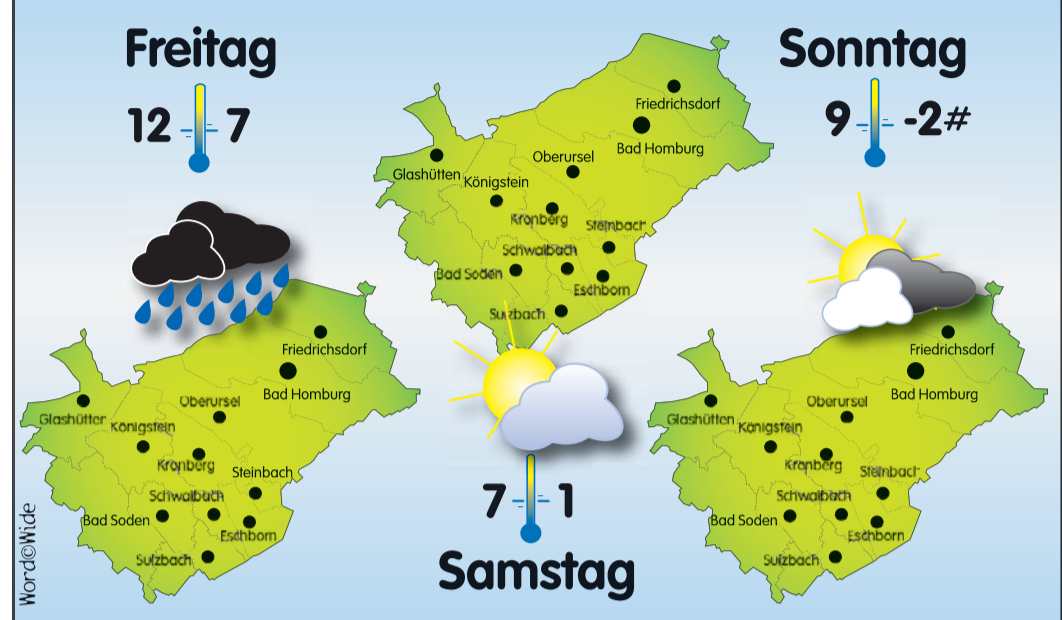 Freitag
12 7
Friedrichsdorf
Bad Homburg
Glashütten
Oberursel
Königstein
Kronberg
Steinbach
Schwalbach
Bad Soden
Eschborn
Sulzbach
Friedrichsdorf
Bad Homburg
Oberursel
Glashütten
Königstein
Kronberg
Steinbach
Schwalbach
Bad Soden
Eschborn
Sulzbach
7 1
Samstag
Sonntag
9 -2#
Friedrichsdorf
Bad Homburg
Glashütten
Oberursel
Königstein
Kronberg
Steinbach
Schwalbach
Bad Soden
Eschborn
Sulzbach
Word©Wide